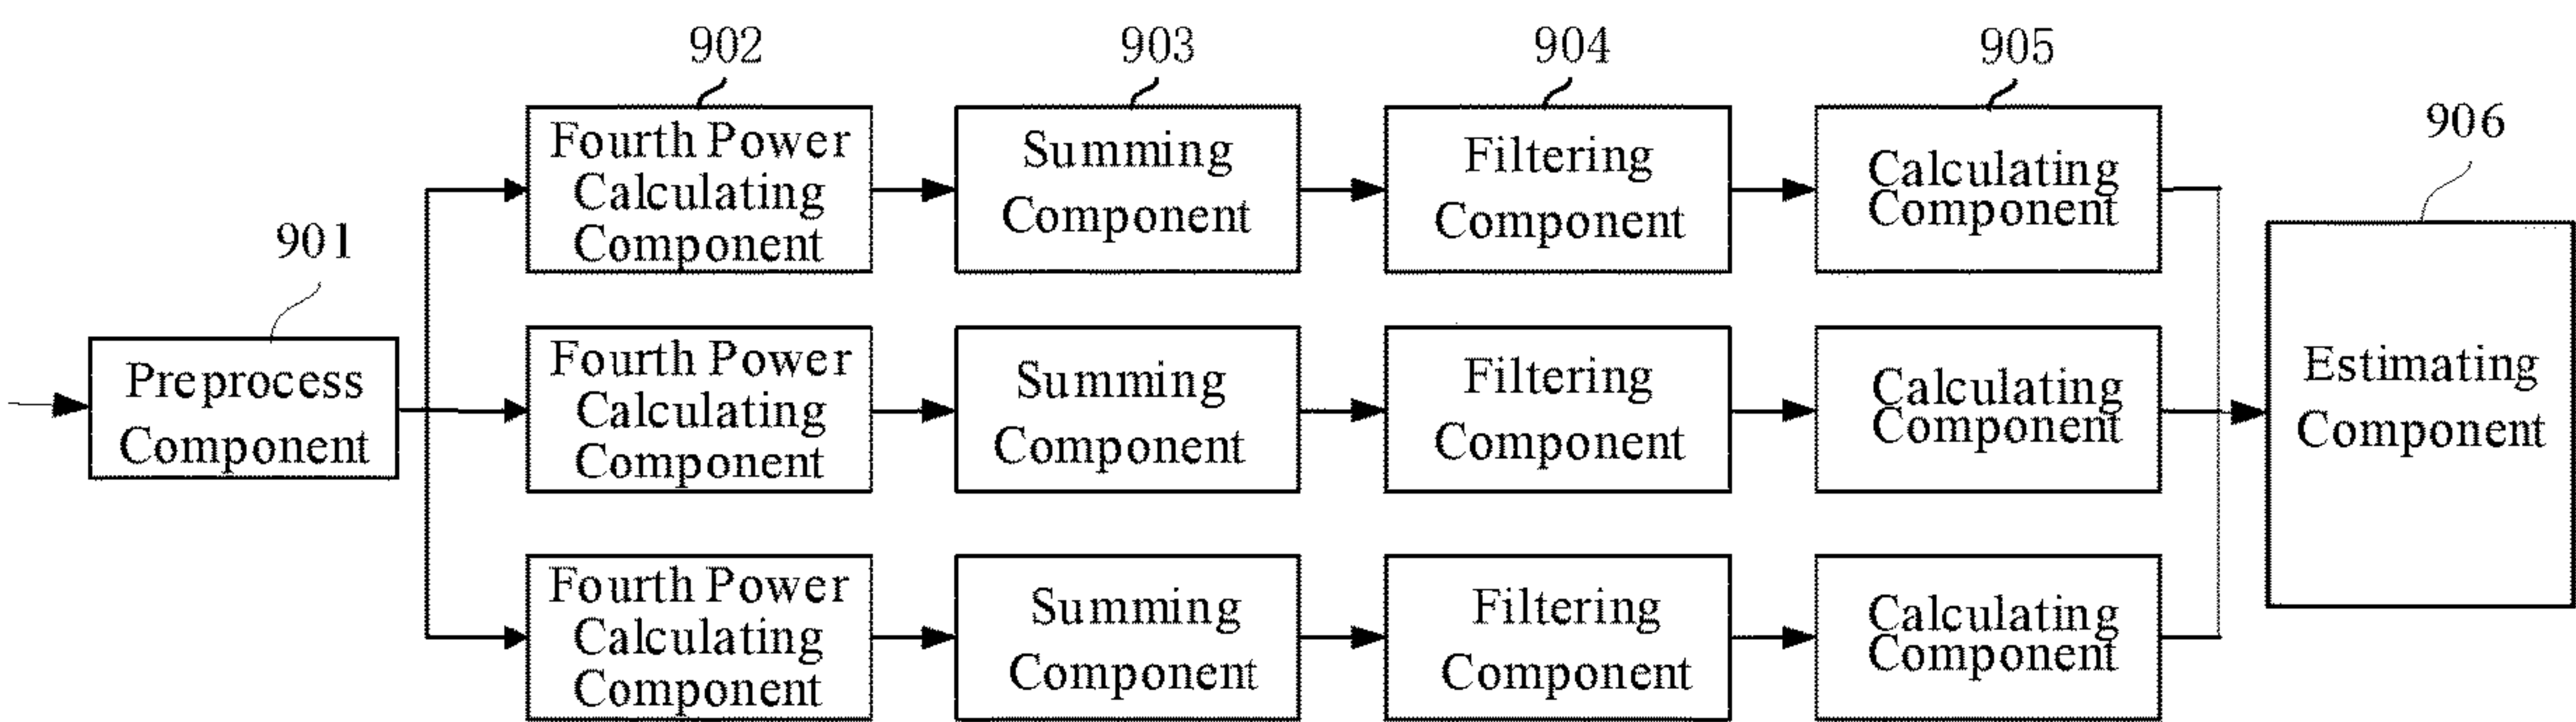 902
903
904
905
906
901
Fourth Power
Calculating
Component
Summing
Component
Filtering
Component
Calculating
Component
Preprocess
Component
Fourth Power
Calculating
Component
Summing
Component
Filtering
Component
Calculating
Component
Estimating
Component
Fourth Power
Calculating
Component
Summing
Component
Filtering
Component
Calculating
Component